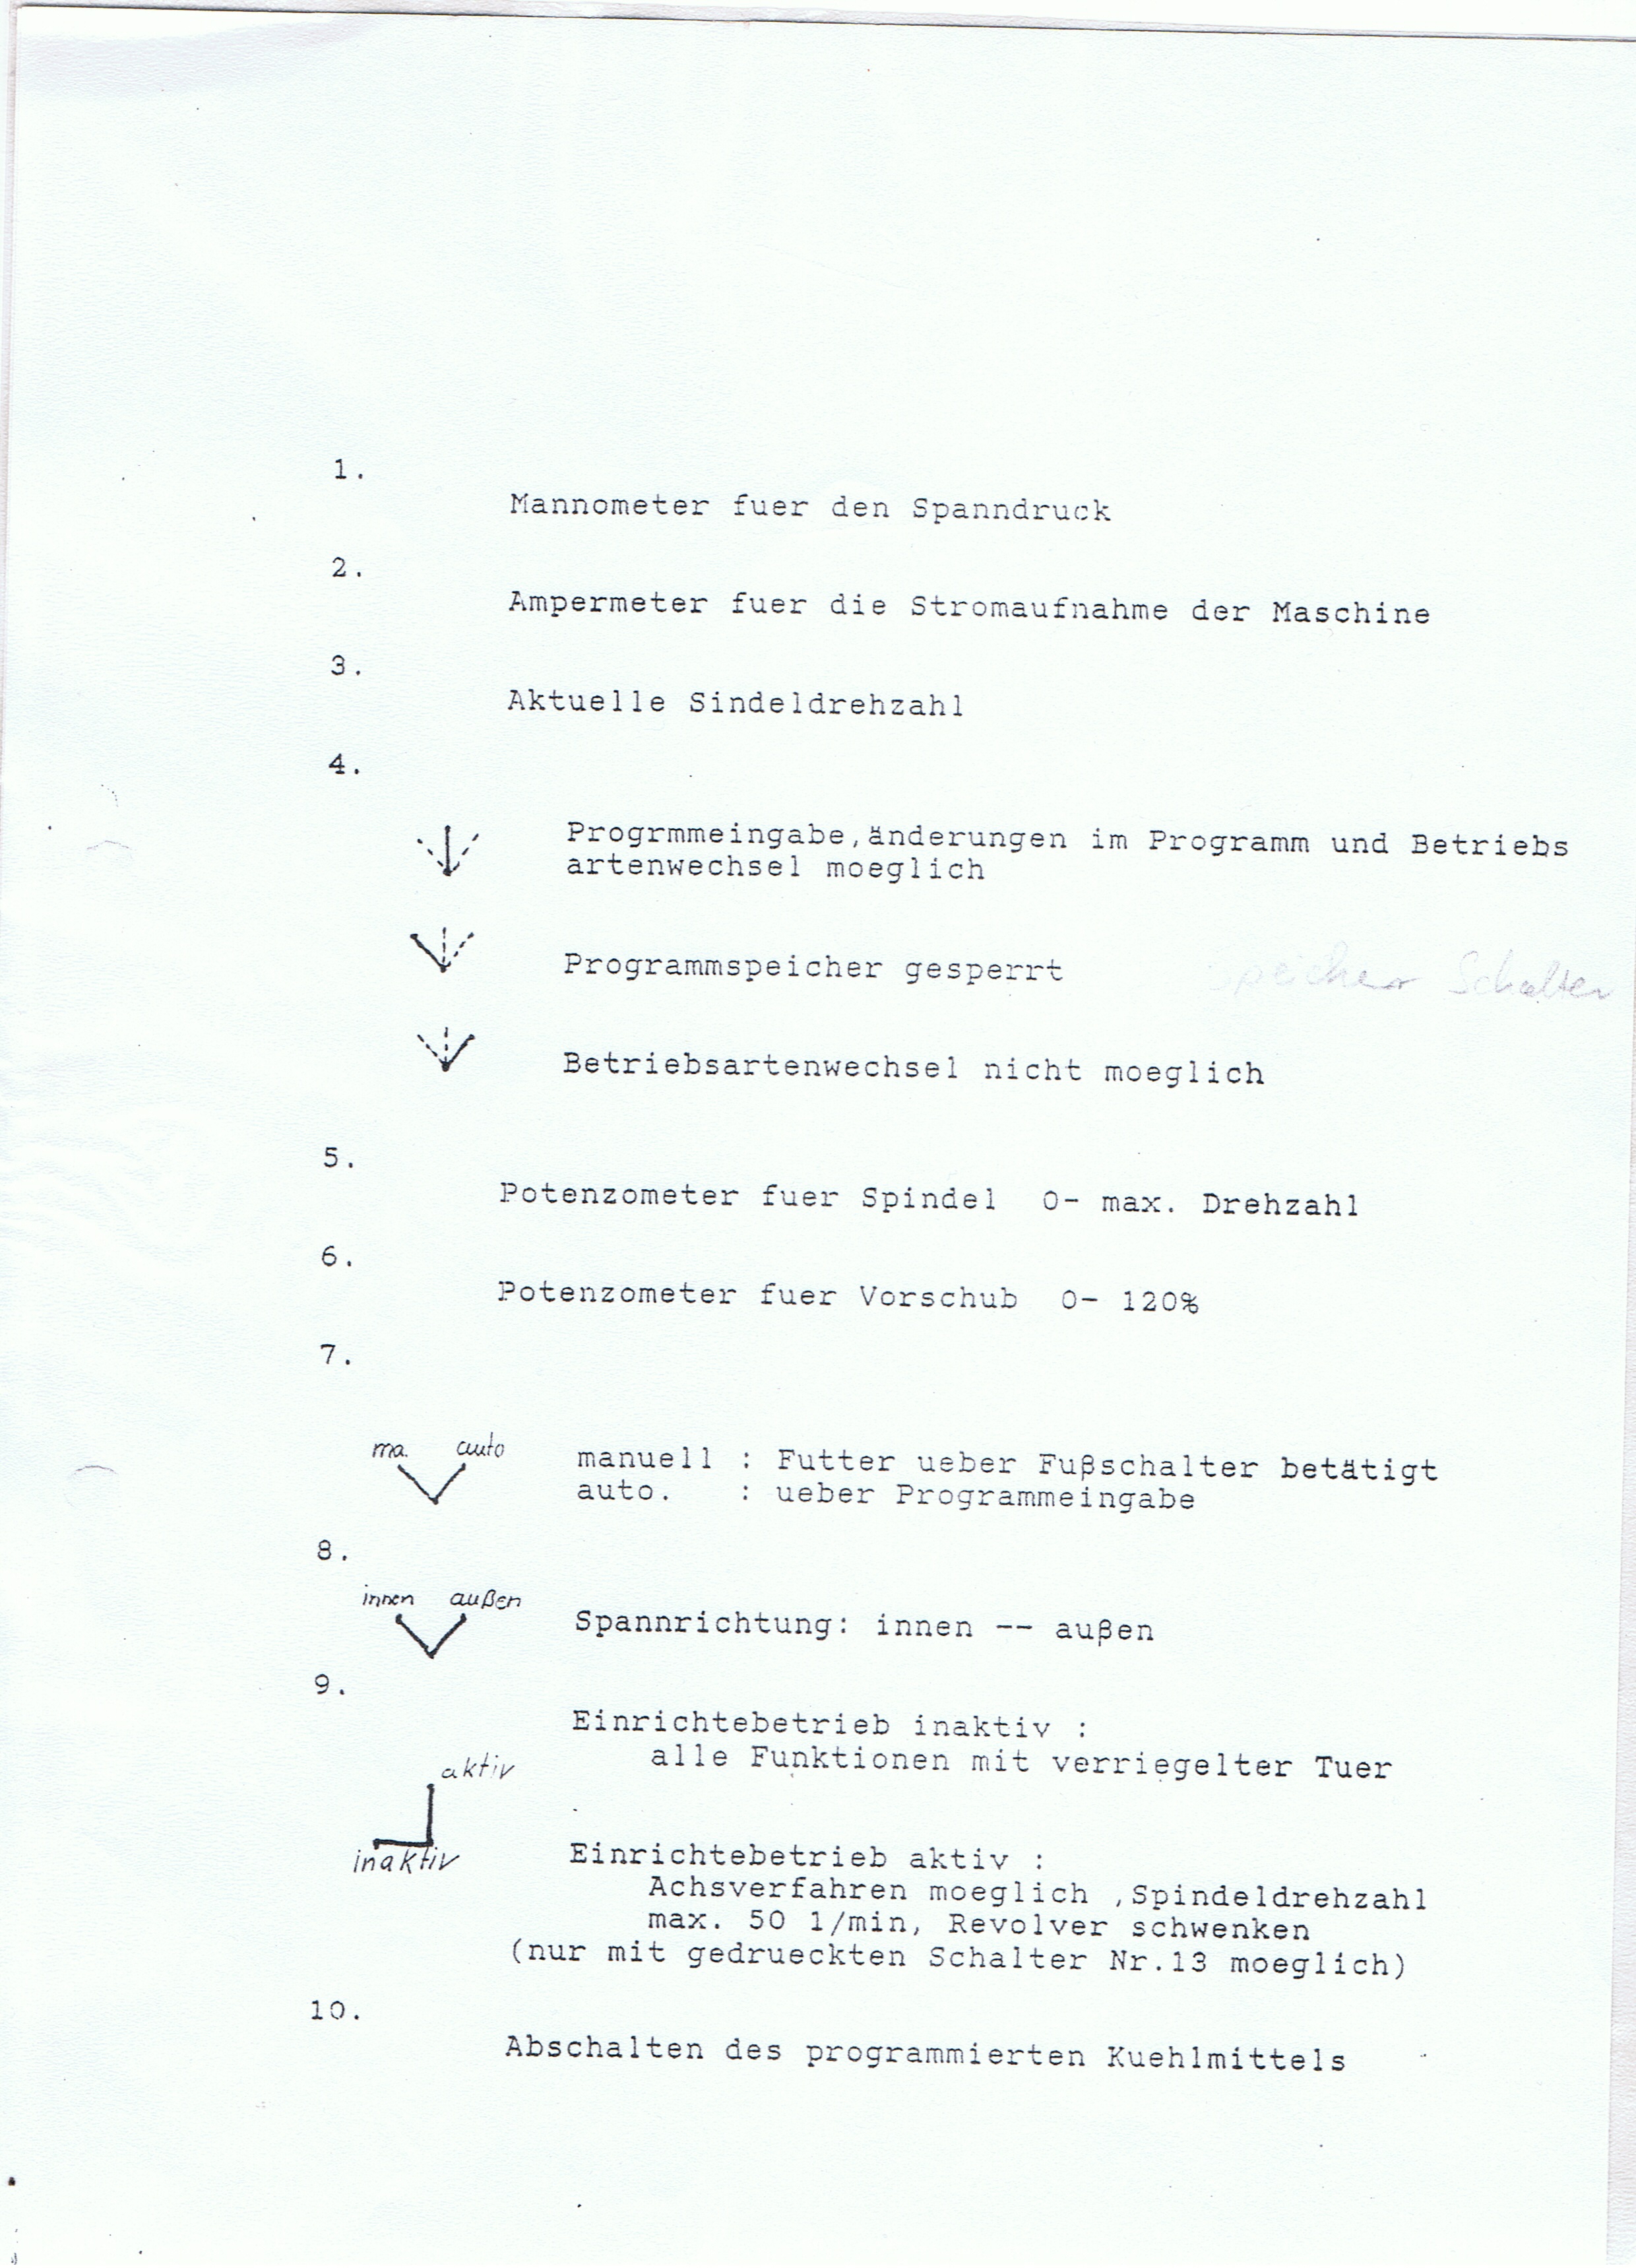 1.
Mannometer fuer den Spanndruck
2.
Ampermeter fuer die Stromaufnahme der Maschine
3.
Aktuelle Sindeldrehzahl
4.
Progrmmeingabe,änderungen im Programm und Betriebs
artenwechsel moeglich
Programmspeicher gesperrt Speicher Schalter
Betriebsartenwechsel nicht moeglich
5.
Potenzometer fuer Spindel 0- max. Drehzahl
6.
Potenzometer fuer Vorschub 0- 120%
7.
ma. auto
manuell : Futter ueber Fußschalter betätigt
auto. : ueber Programmeingabe
8.
innen außen
Spannrichtung: innen -- außen
9.
Einrichtebetrieb inaktiv :
alle Funktionen mit verriegelter Tuer
aktiv
inaktiv
Einrichtebetrieb aktiv :
Achsverfahren moeglich ,Spindeldrehzahl
max. 50 1/min, Revolver schwenken
(nur mit gedrueckten Schalter Nr.13 moeglich)
10.
Abschalten des programmierten Kuehlmittels